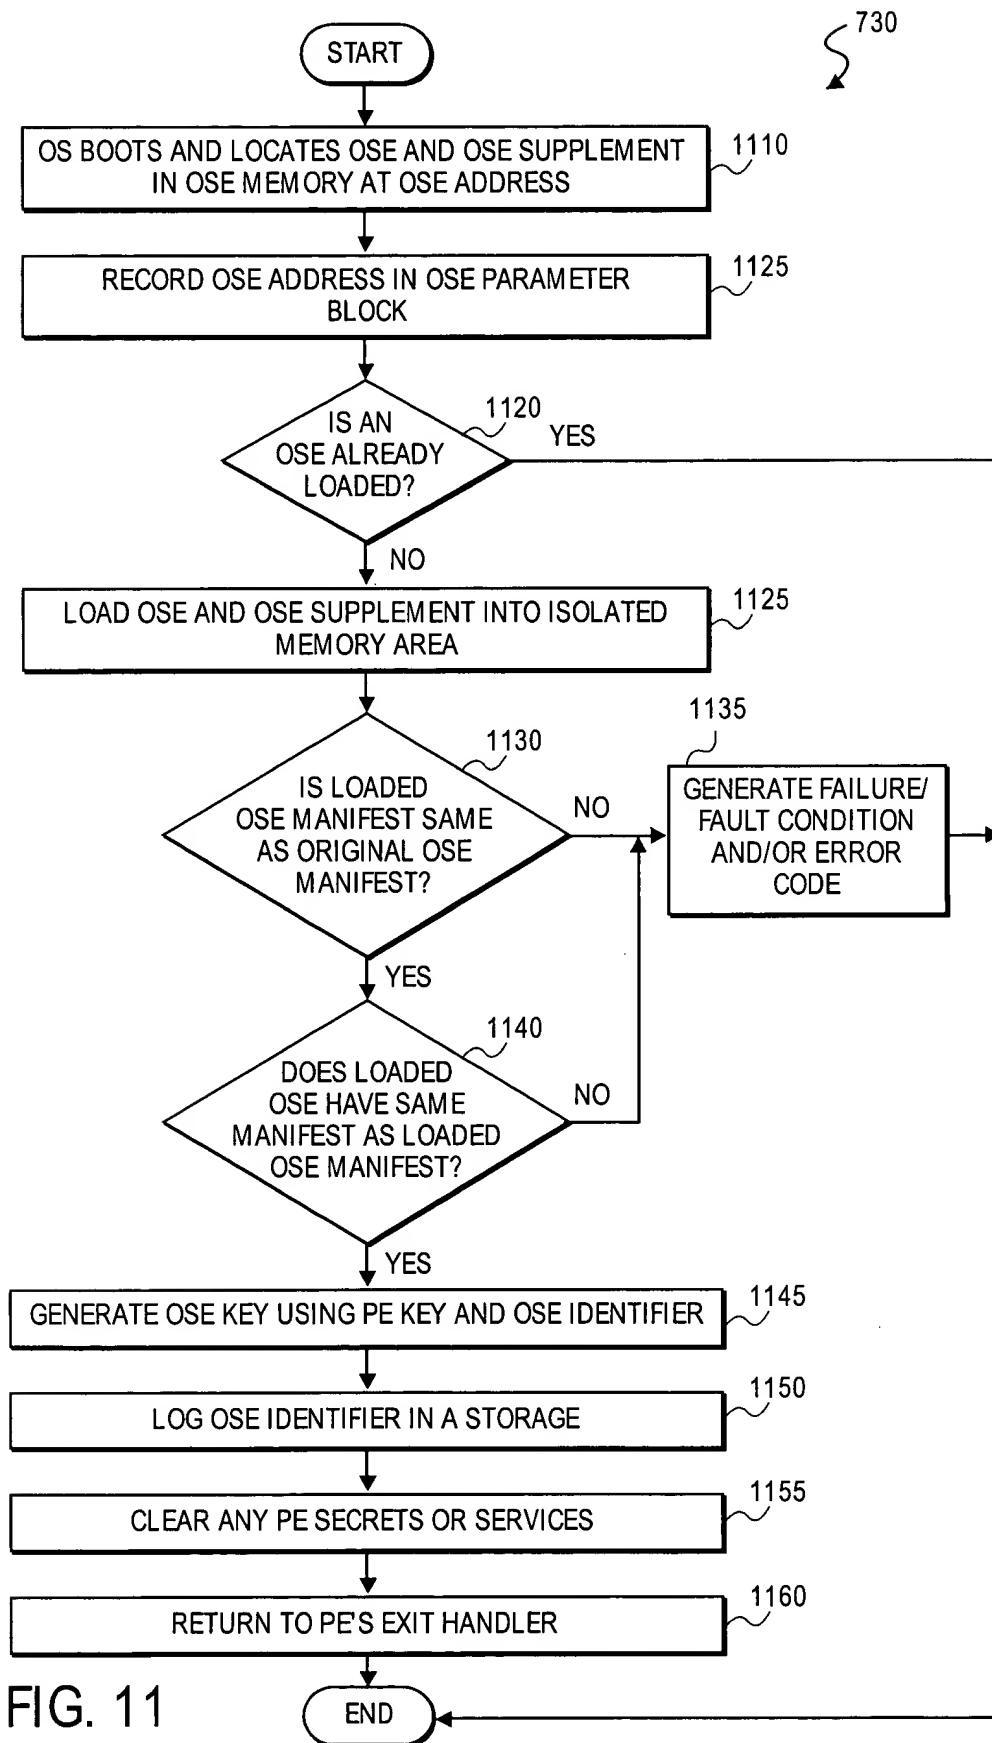 730
START
OS BOOTS AND LOCATES OSE AND OSE SUPPLEMENT
IN OSE MEMORY AT OSE ADDRESS
1110
RECORD OSE ADDRESS IN OSE PARAMETER
BLOCK
1125
IS AN
OSE ALREADY
LOADED?
1120
YES
NO
LOAD OSE AND OSE SUPPLEMENT INTO ISOLATED
MEMORY AREA
1125
IS LOADED
OSE MANIFEST SAME
AS ORIGINAL OSE
MANIFEST?
1130
NO
1135
GENERATE FAILURE/
FAULT CONDITION
AND/OR ERROR
CODE
YES
DOES LOADED
OSE HAVE SAME
MANIFEST AS LOADED
OSE MANIFEST?
1140
NO
YES
GENERATE OSE KEY USING PE KEY AND OSE IDENTIFIER
1145
LOG OSE IDENTIFIER IN A STORAGE
1150
CLEAR ANY PE SECRETS OR SERVICES
1155
RETURN TO PE'S EXIT HANDLER
1160
END
FIG. 11